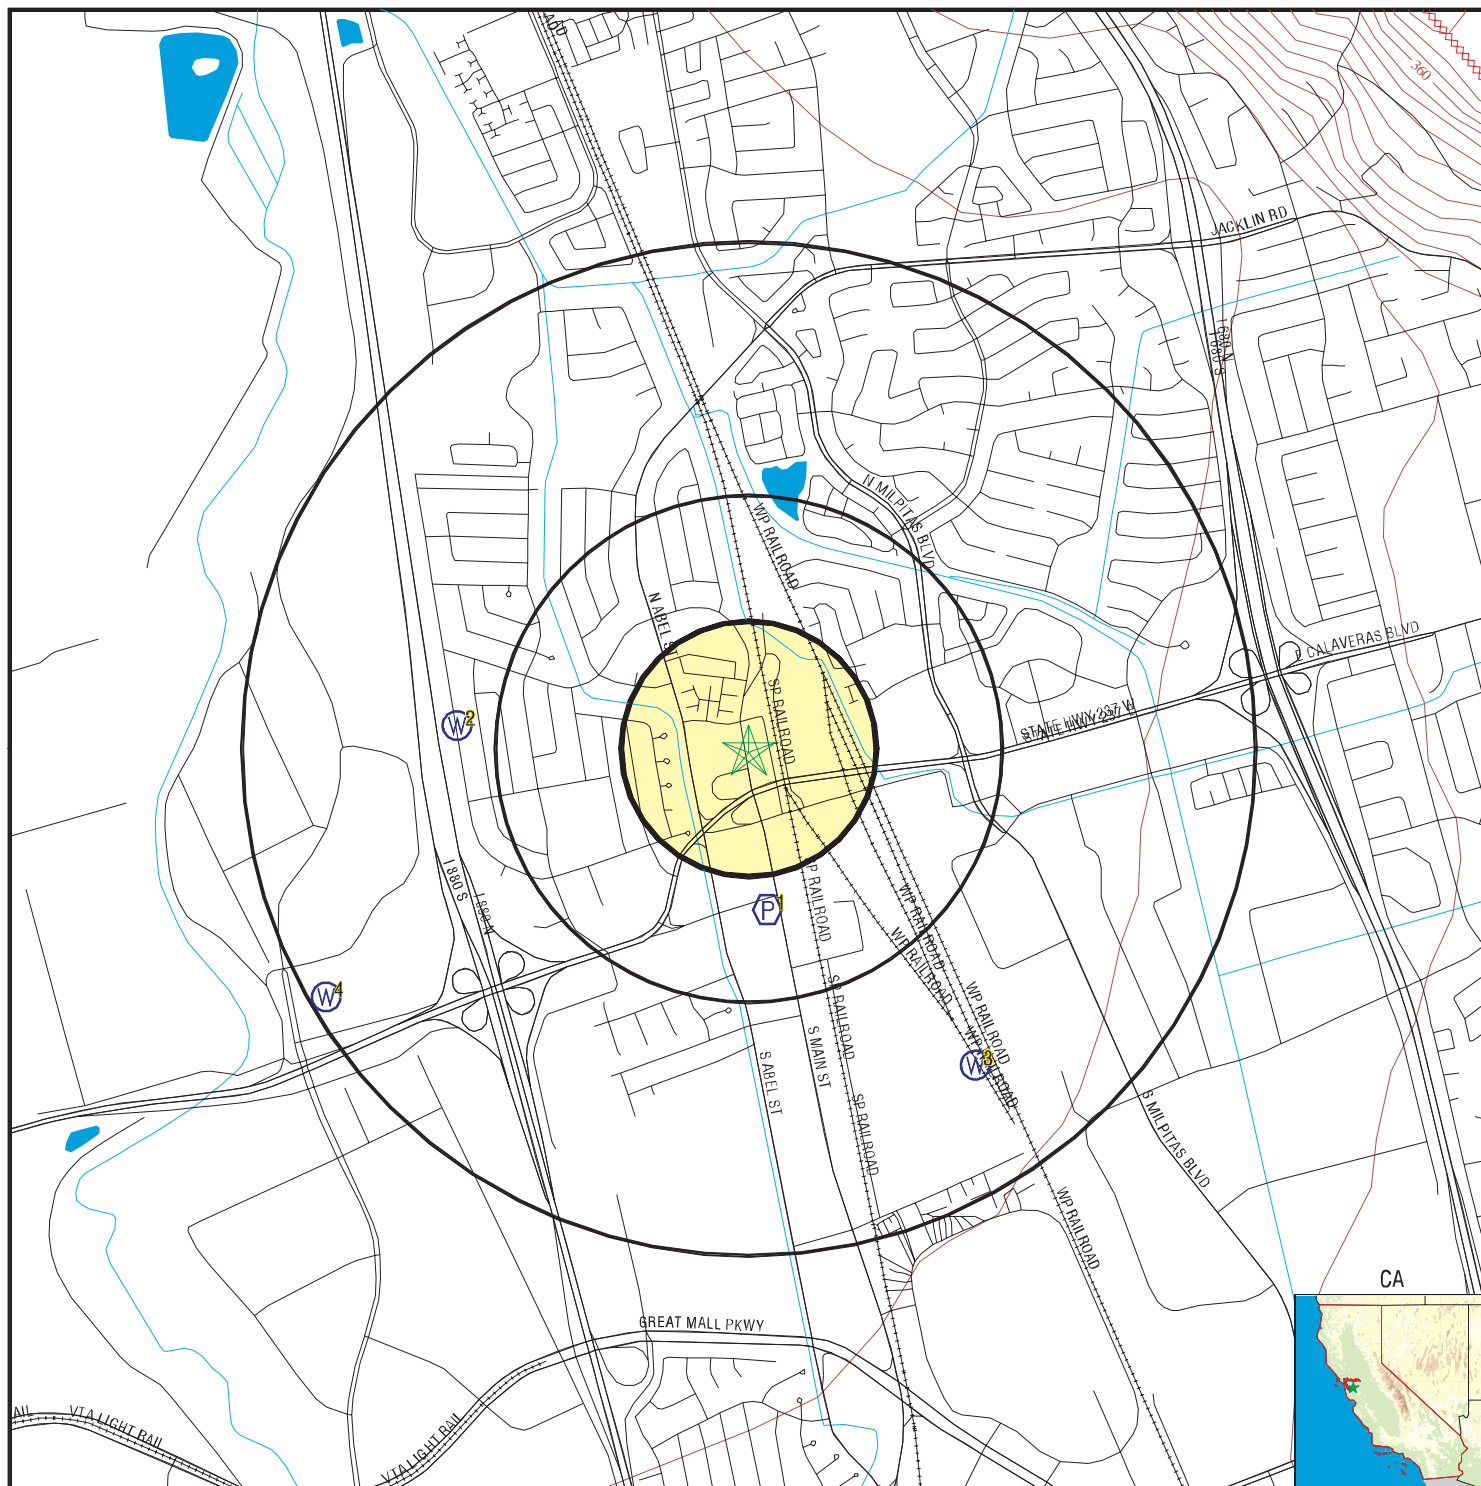 360
JACKLIN RD
I 680 N
I 680 S
N MILPITAS BLVD
WP RAILROAD
N ABEL ST
E CALAVERAS BLVD
SP RAILROAD
STATE HWY 237 W
W 2
I 880 S
I 880 N
P 1
SP RAILROAD
WP RAILROAD
WP RAILROAD
W 4
SP RAILROAD
WP RAILROAD
S MAIN ST
WP RAILROAD
W 3
S ABEL ST
SP RAILROAD
S MILPITAS BLVD
WP RAILROAD
CA
GREAT MALL PKWY
VTA LIGHT RAIL
VTA LIGHT RAIL